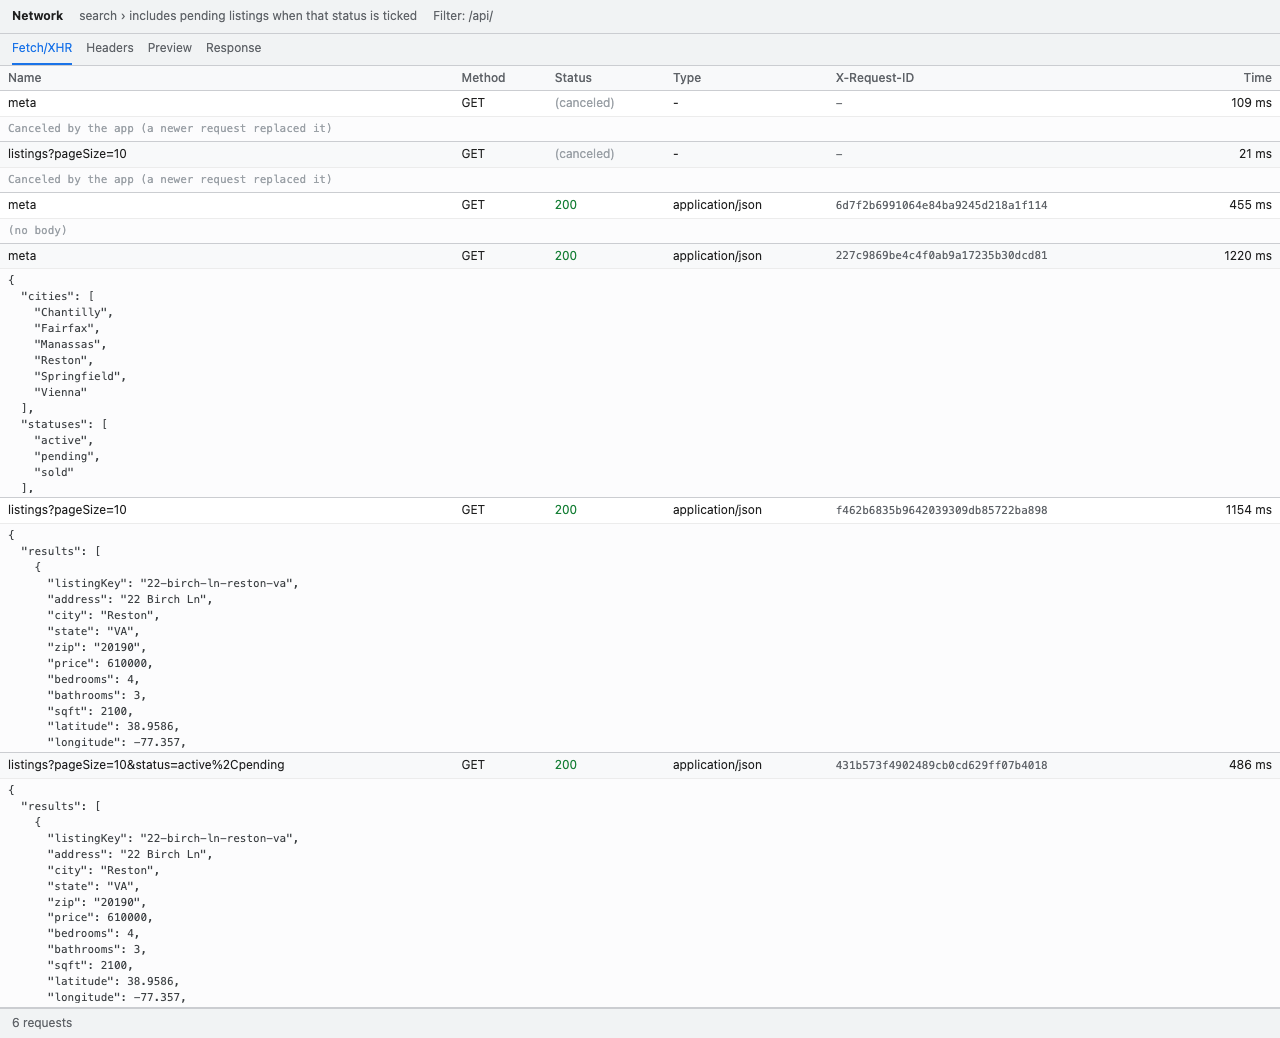 Network search › includes pending listings when that status is ticked Filter: /api/
Fetch/XHR Headers Preview Response
Name Method Status Type X-Request-ID Time
meta GET (canceled) - – 109 ms
Canceled by the app (a newer request replaced it)
listings?pageSize=10 GET (canceled) - – 21 ms
Canceled by the app (a newer request replaced it)
meta GET 200 application/json 6d7f2b6991064e84ba9245d218a1f114 455 ms
(no body)
meta GET 200 application/json 227c9869be4c4f0ab9a17235b30dcd81 1220 ms
{
"cities": [
"Chantilly",
"Fairfax",
"Manassas",
"Reston",
"Springfield",
"Vienna"
],
"statuses": [
"active",
"pending",
"sold"
],
listings?pageSize=10 GET 200 application/json f462b6835b9642039309db85722ba898 1154 ms
{
"results": [
{
"listingKey": "22-birch-ln-reston-va",
"address": "22 Birch Ln",
"city": "Reston",
"state": "VA",
"zip": "20190",
"price": 610000,
"bedrooms": 4,
"bathrooms": 3,
"sqft": 2100,
"latitude": 38.9586,
"longitude": -77.357,
listings?pageSize=10&status=active%2Cpending GET 200 application/json 431b573f4902489cb0cd629ff07b4018 486 ms
{
"results": [
{
"listingKey": "22-birch-ln-reston-va",
"address": "22 Birch Ln",
"city": "Reston",
"state": "VA",
"zip": "20190",
"price": 610000,
"bedrooms": 4,
"bathrooms": 3,
"sqft": 2100,
"latitude": 38.9586,
"longitude": -77.357,
6 requests